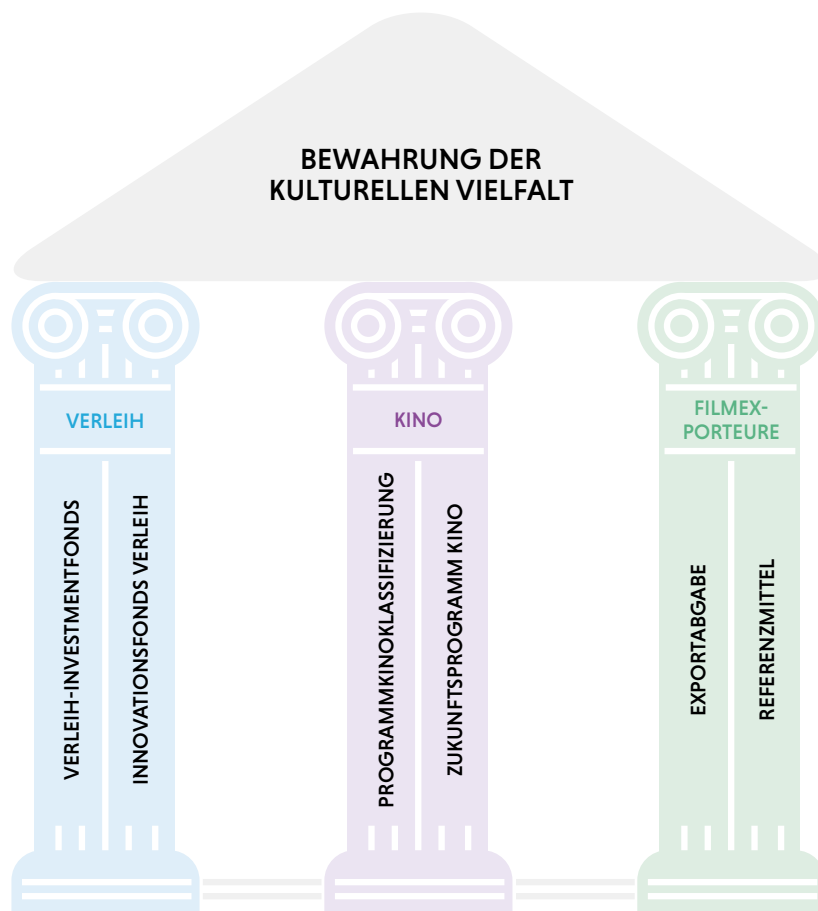 BEWAHRUNG DER
KULTURELLEN VIELFALT
VERLEIH
VERLEIH-INVESTMENTFONDS
INNOVATIONSFONDS VERLEIH
KINO
PROGRAMMKINOKLASSIFIZIERUNG
ZUKUNFTSPROGRAMM KINO
FILMEX-
PORTEURE
EXPORTABGABE
REFERENZMITTEL